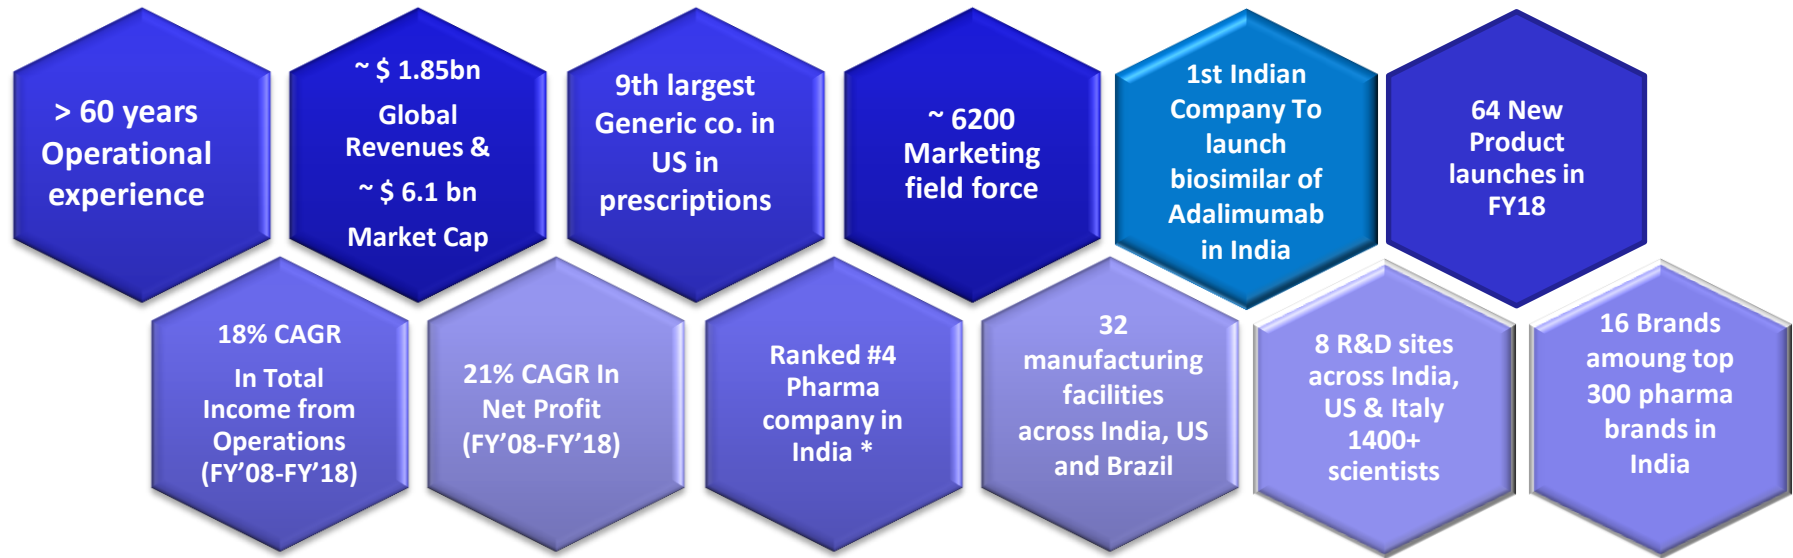 > 60 years
Operational
experience
~ $ 1.85bn
Global
Revenues &
~ $ 6.1 bn
Market Cap
9th largest
Generic co. in
US in
prescriptions
~ 6200
Marketing
field force
1st Indian
Company To
launch
biosimilar of
Adalimumab
in India
64 New
Product
launches in
FY18
18% CAGR
In Total
Income from
Operations
(FY'08-FY'18)
21% CAGR In
Net Profit
(FY'08-FY'18)
Ranked #4
Pharma
company in
India *
32
manufacturing
facilities
across India, US
and Brazil
8 R&D sites
across India,
US & Italy
1400+
scientists
16 Brands
amoung top
300 pharma
brands in
India